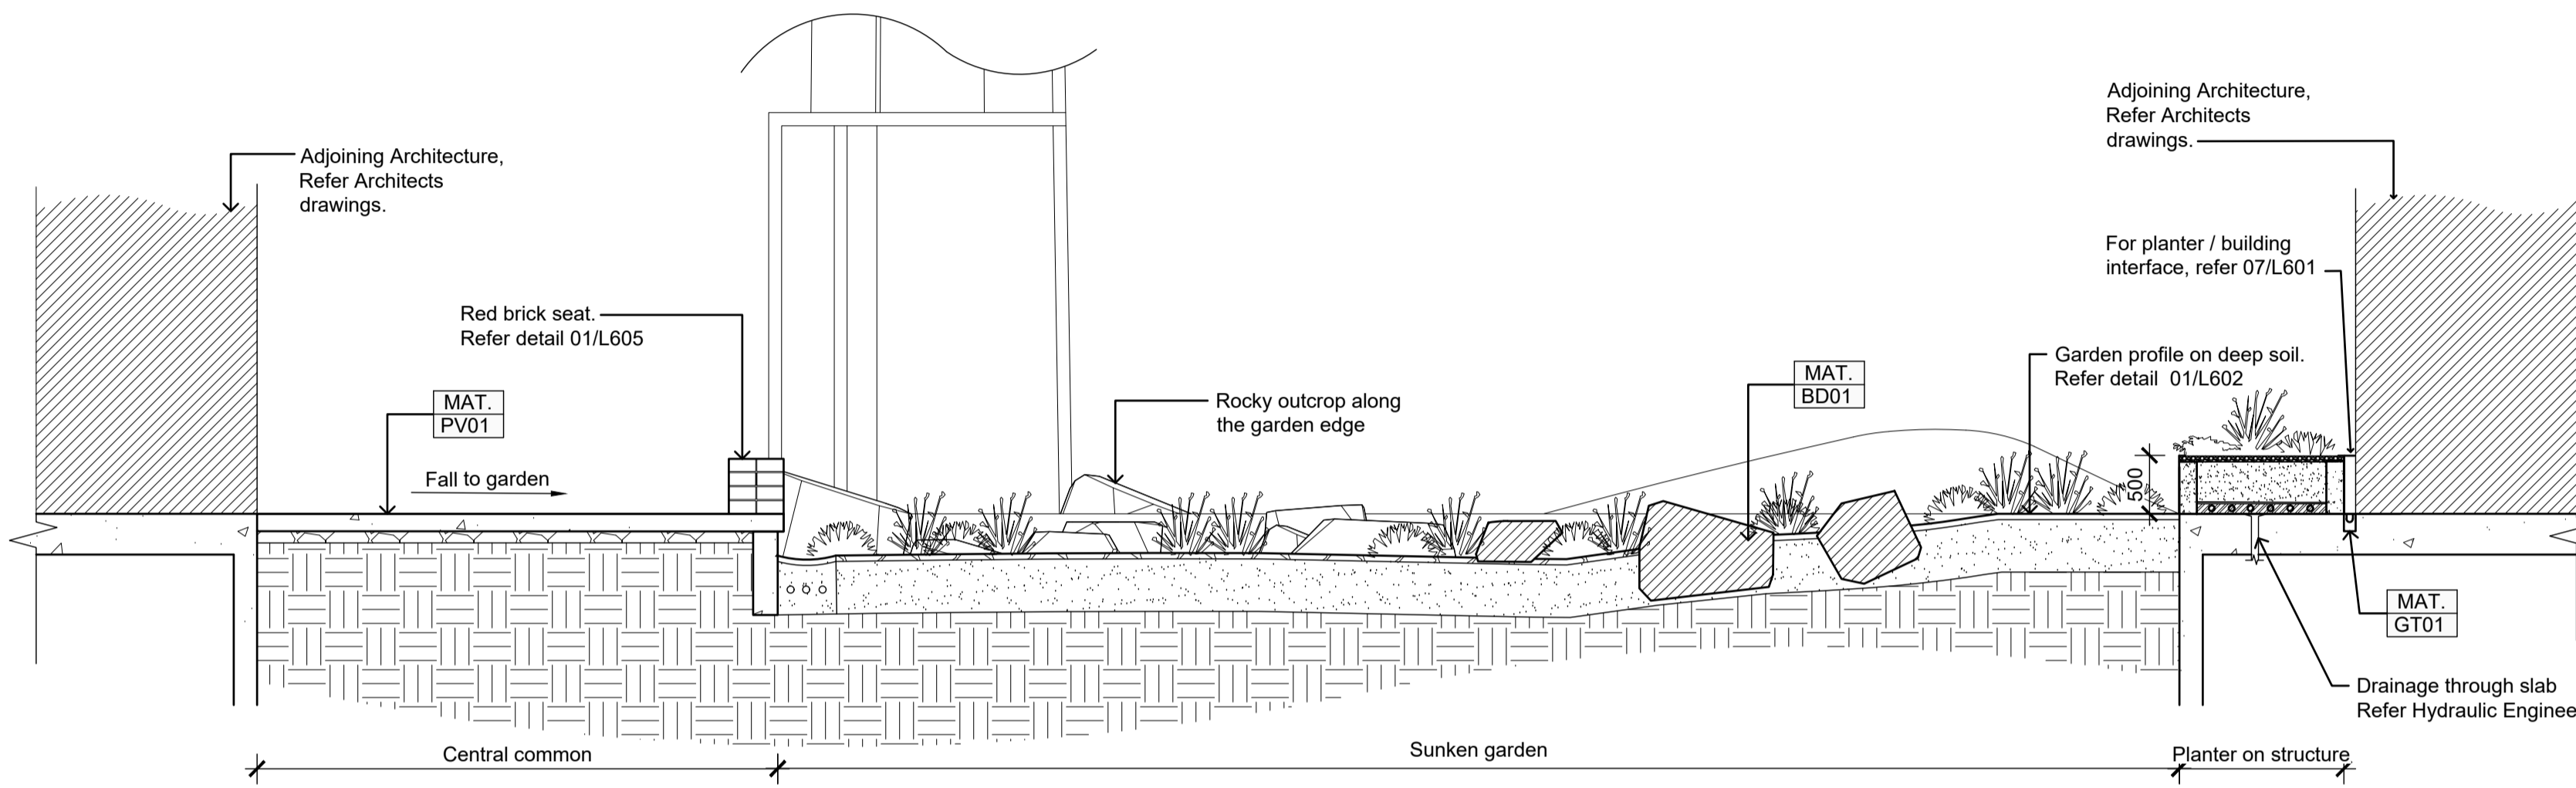 Adjoining Architecture,
Refer Architects
drawings.
Adjoining Architecture,
Refer Architects
drawings.
For planter / building
interface, refer 07/L601
Red brick seat.
Refer detail 01/L605
Garden profile on deep soil.
Refer detail 01/L602
MAT.
BD01
MAT.
PV01
Rocky outcrop along
the garden edge
Fall to garden
500
MAT.
GT01
Drainage through slab
Refer Hydraulic Enginee
Central common
Sunken garden
Planter on structure